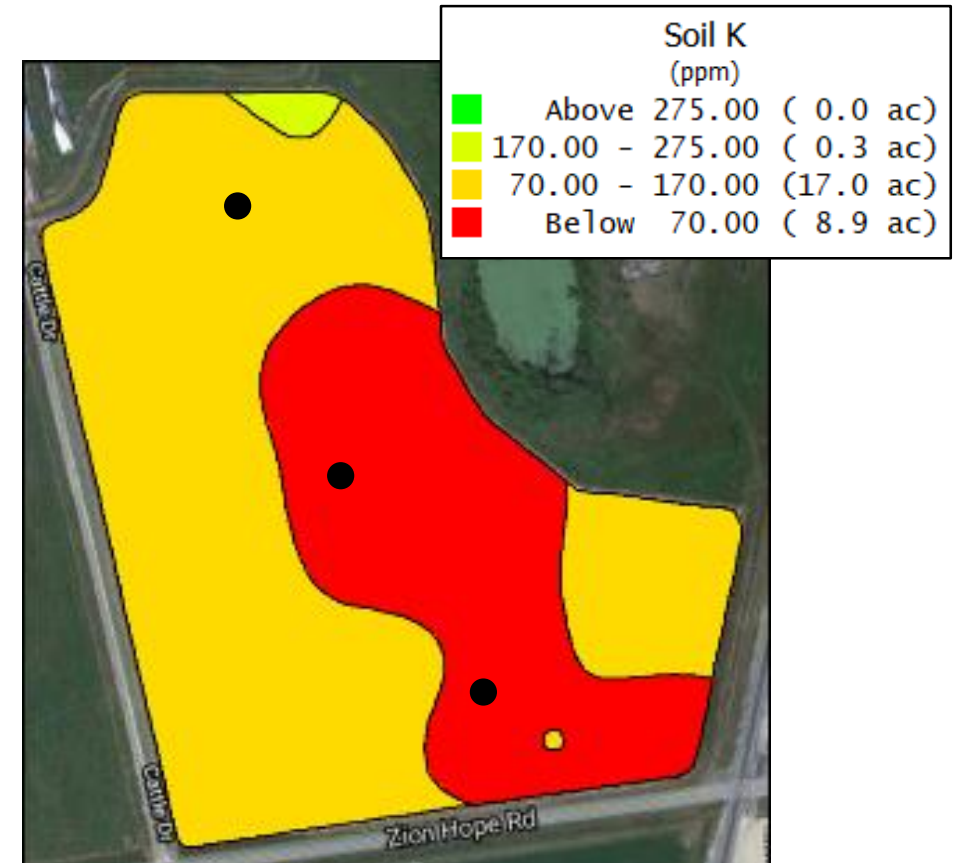 Soil K
(ppm)
Above 275.00 ( 0.0 ac)
170.00 - 275.00 ( 0.3 ac)
70.00 - 170.00 (17.0 ac)
Below 70.00 ( 8.9 ac)
Cattle Dr
Cattle Dr
Zion Hope Rd